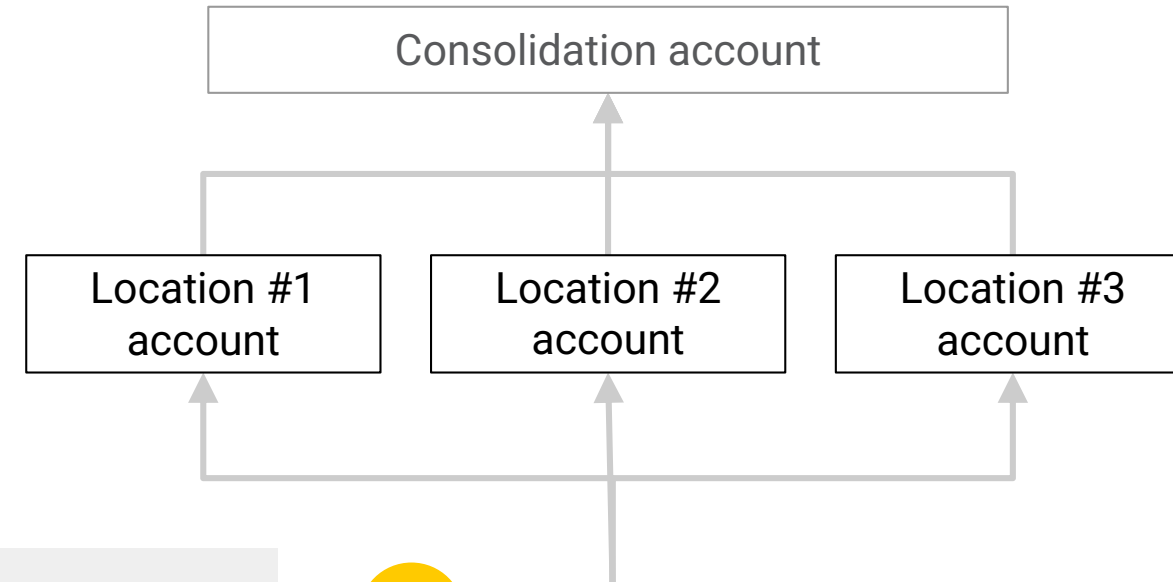 Consolidation account
Location #1
account
Location #2
account
Location #3
account